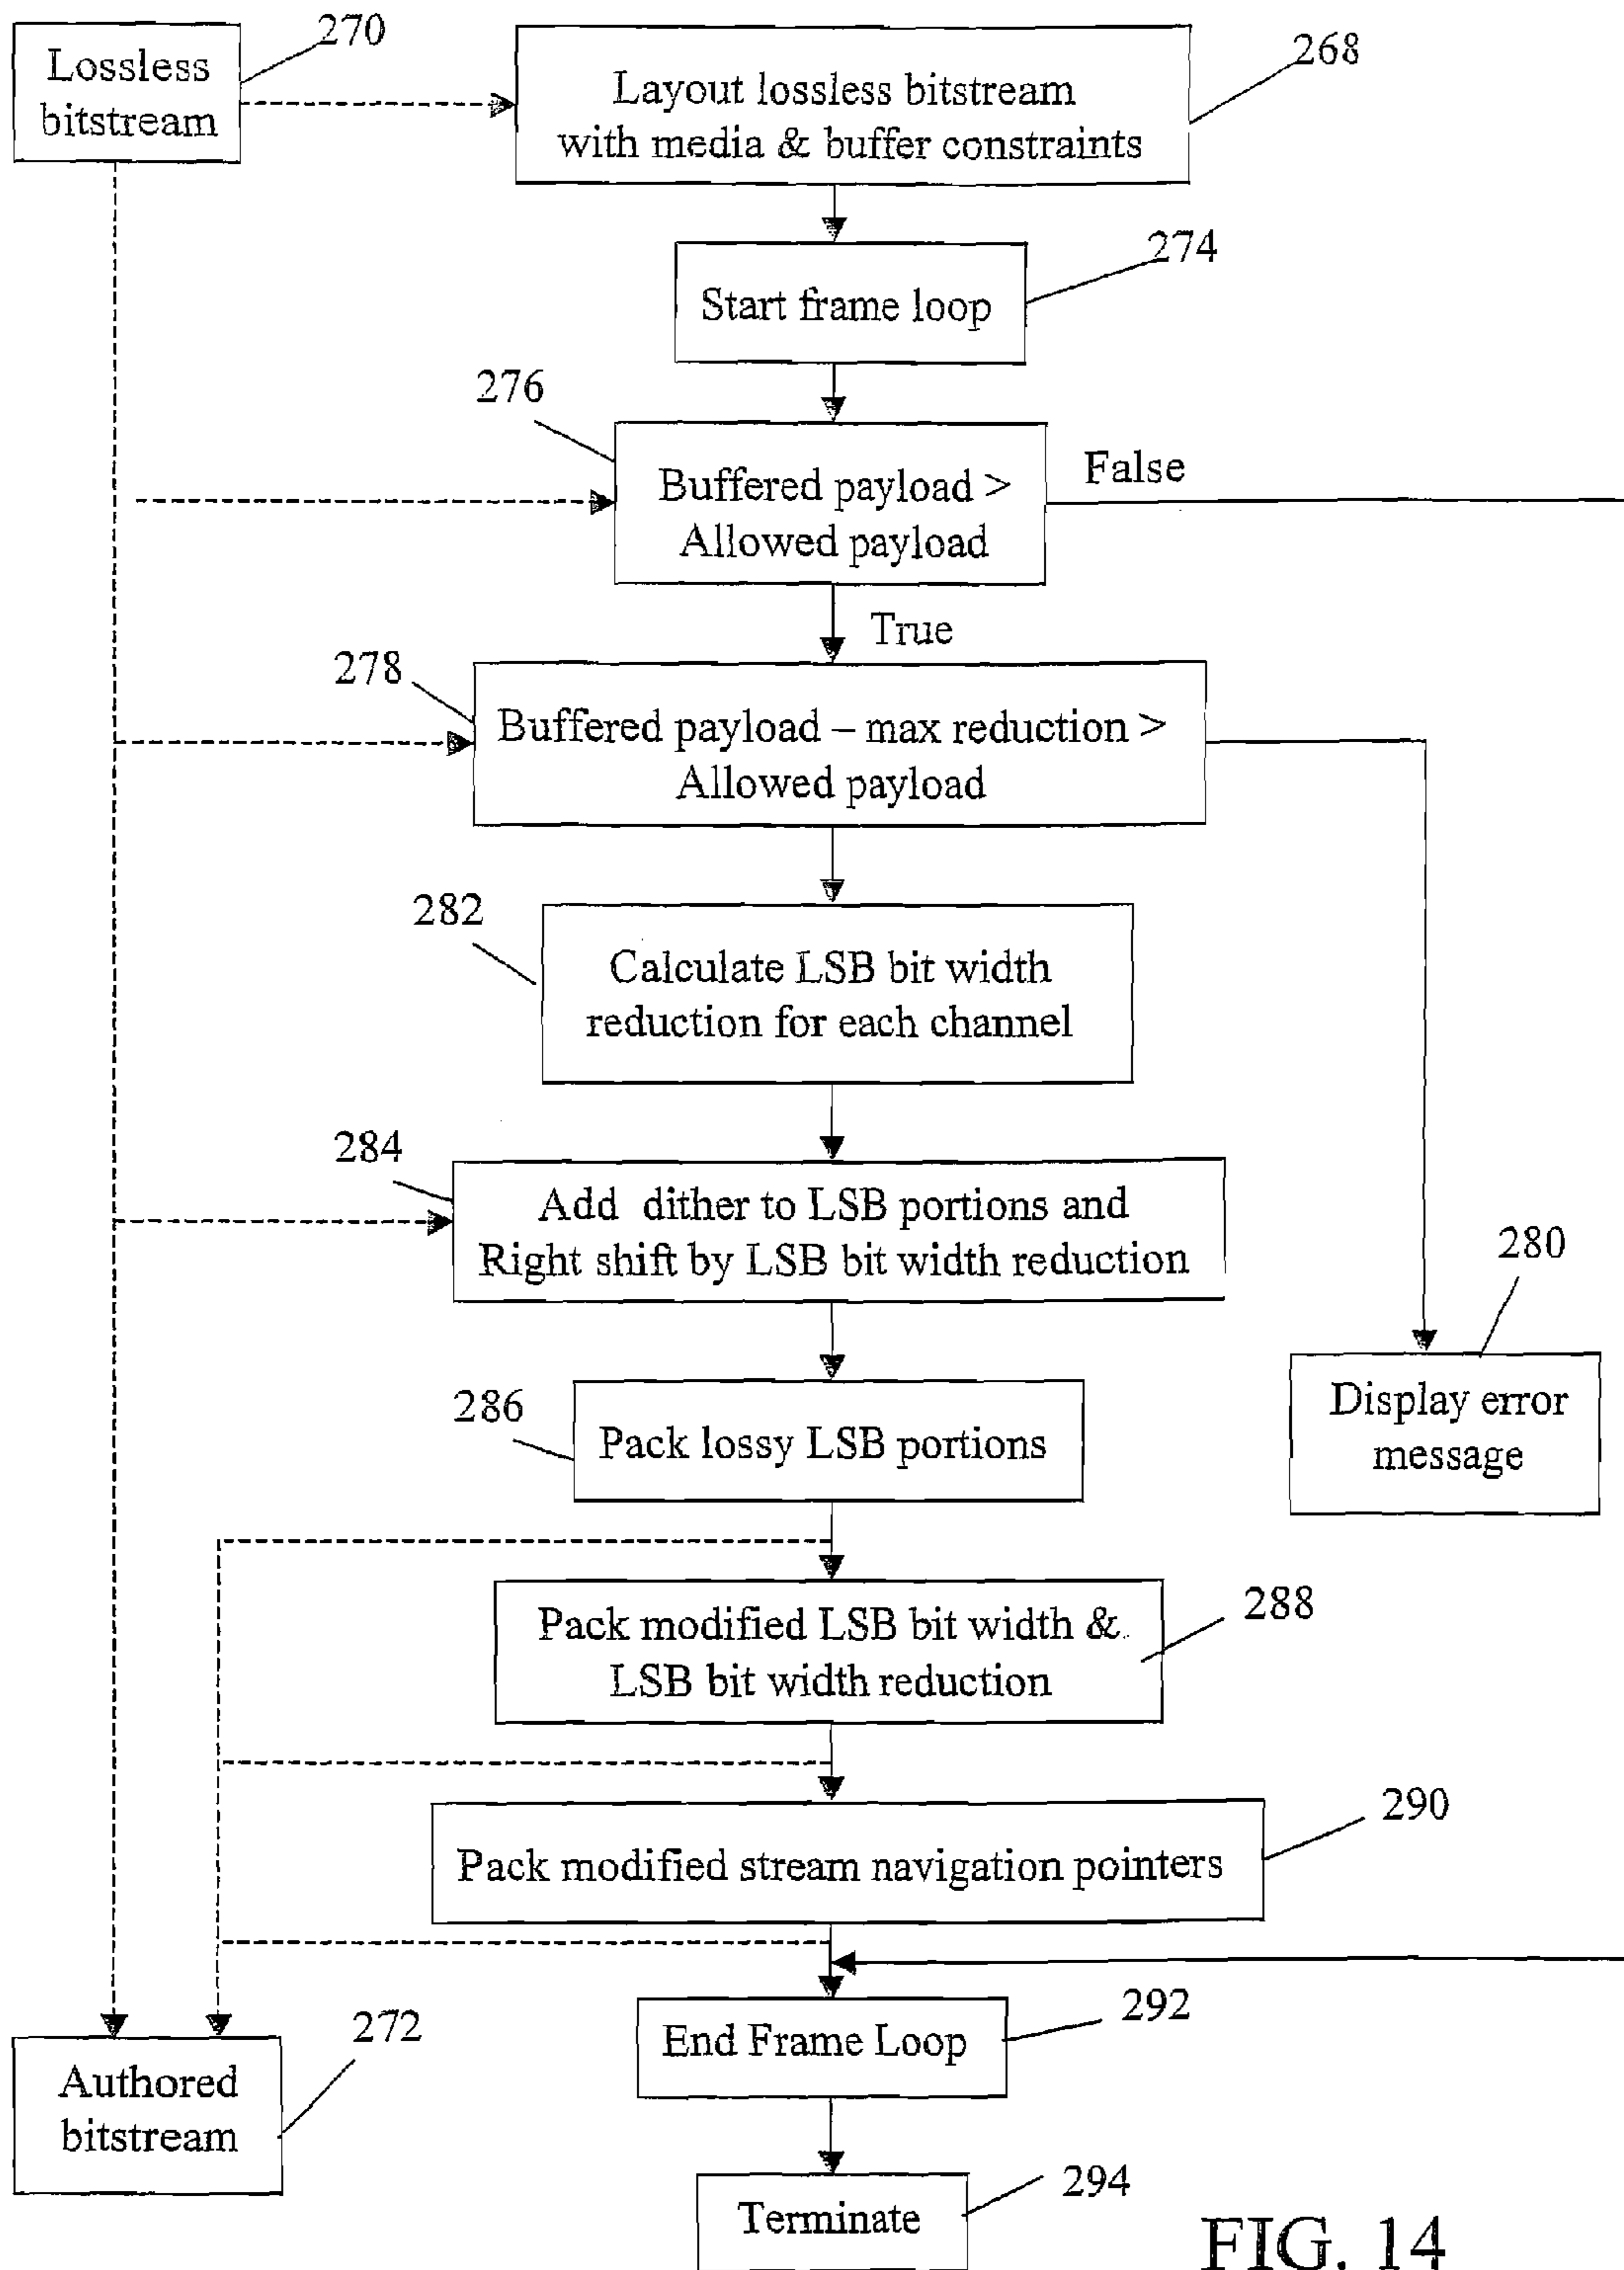 270
Lossless
bitstream
268
Layout lossless bitstream
with media & buffer constraints
274
Start frame loop
276
Buffered payload >
Allowed payload
False
True
278
Buffered payload – max reduction >
Allowed payload
282
Calculate LSB bit width
reduction for each channel
284
Add dither to LSB portions and
Right shift by LSB bit width reduction
280
Display error
message
286
Pack lossy LSB portions
288
Pack modified LSB bit width &
LSB bit width reduction
290
Pack modified stream navigation pointers
292
End Frame Loop
272
Authored
bitstream
294
Terminate
FIG. 14